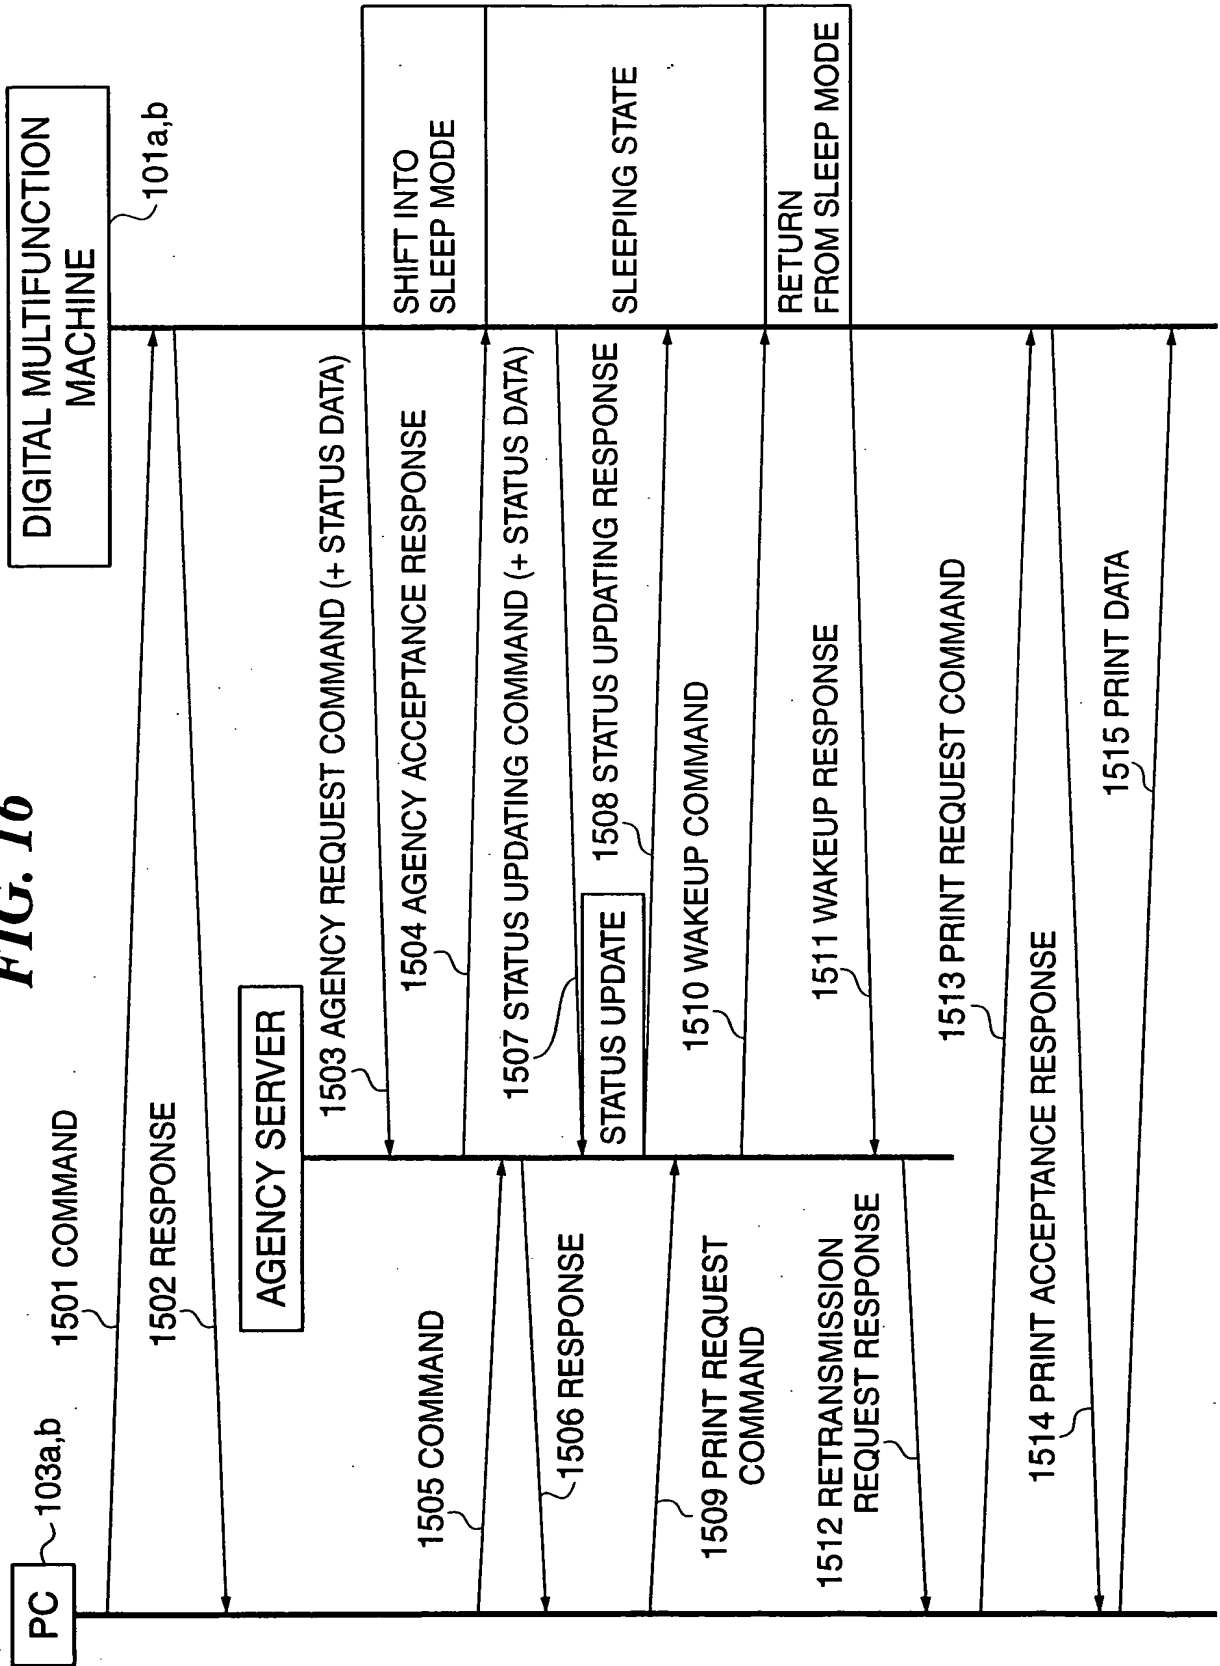 FIG. 16
PC
103a,b
AGENCY SERVER
DIGITAL MULTIFUNCTION
MACHINE
101a,b
1501 COMMAND
1502 RESPONSE
1503 AGENCY REQUEST COMMAND (+ STATUS DATA)
SHIFT INTO
SLEEP MODE
1504 AGENCY ACCEPTANCE RESPONSE
1505 COMMAND
1506 RESPONSE
1507 STATUS UPDATING COMMAND (+ STATUS DATA)
SLEEPING STATE
STATUS UPDATE
1508 STATUS UPDATING RESPONSE
1509 PRINT REQUEST
COMMAND
1510 WAKEUP COMMAND
RETURN
FROM SLEEP MODE
1511 WAKEUP RESPONSE
1512 RETRANSMISSION
REQUEST RESPONSE
1513 PRINT REQUEST COMMAND
1514 PRINT ACCEPTANCE RESPONSE
1515 PRINT DATA